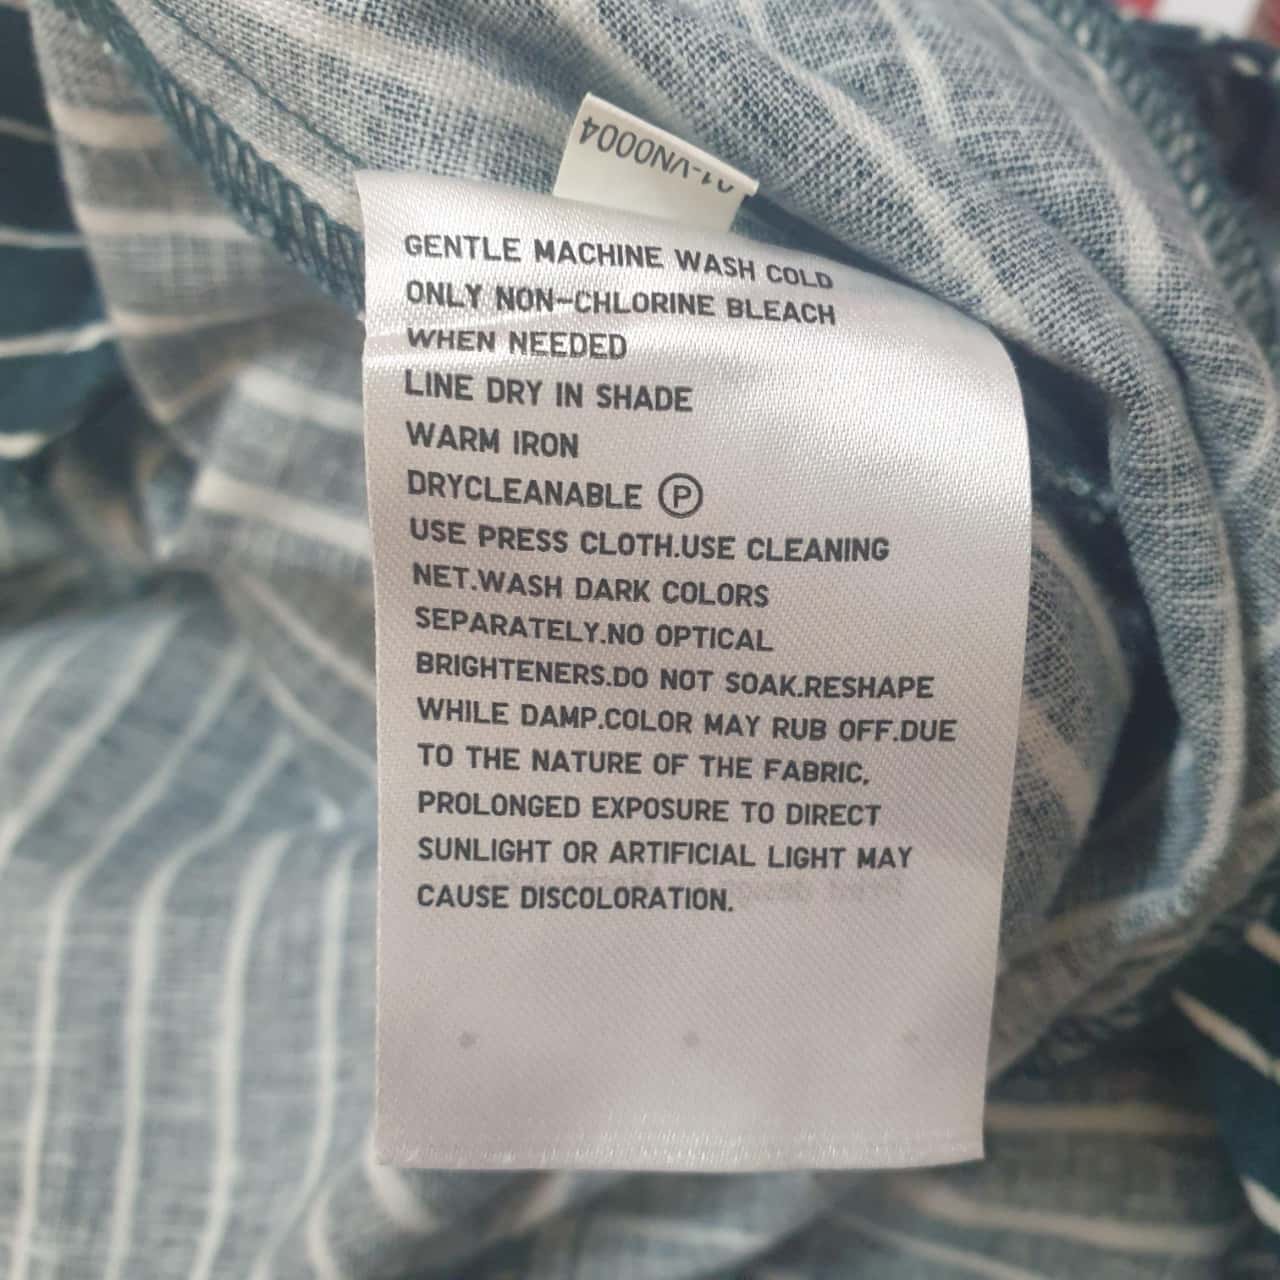 GENTLE MACHINE WASH COLD
ONLY NON-CHLORINE BLEACH
WHEN NEEDED
LINE DRY IN SHADE
WARM IRON
DRYCLEANABLE Ⓟ
USE PRESS CLOTH.USE CLEANING
NET.WASH DARK COLORS
SEPARATELY.NO OPTICAL
BRIGHTENERS.DO NOT SOAK.RESHAPE
WHILE DAMP.COLOR MAY RUB OFF.DUE
TO THE NATURE OF THE FABRIC,
PROLONGED EXPOSURE TO DIRECT
SUNLIGHT OR ARTIFICIAL LIGHT MAY
CAUSE DISCOLORATION.